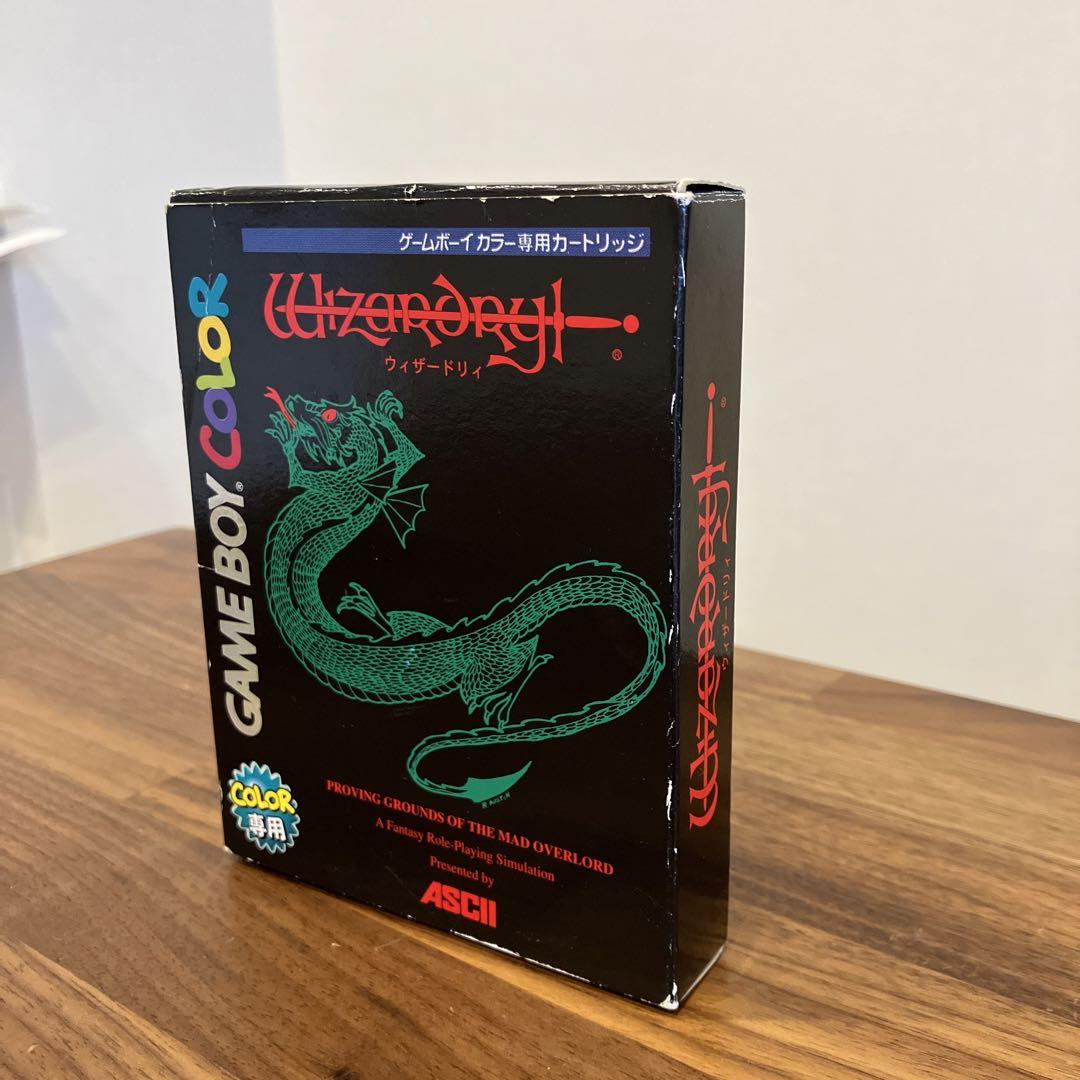 ゲームボーイカラー専用カートリッジ
Wizardry®
ウィザードリィ
GAME BOY® COLOR
COLOR
専用
PROVING GROUNDS OF THE MAD OVERLORD
A Fantasy Role-Playing Simulation
Presented by
ASCII
Wizardry®
ウィザードリィ